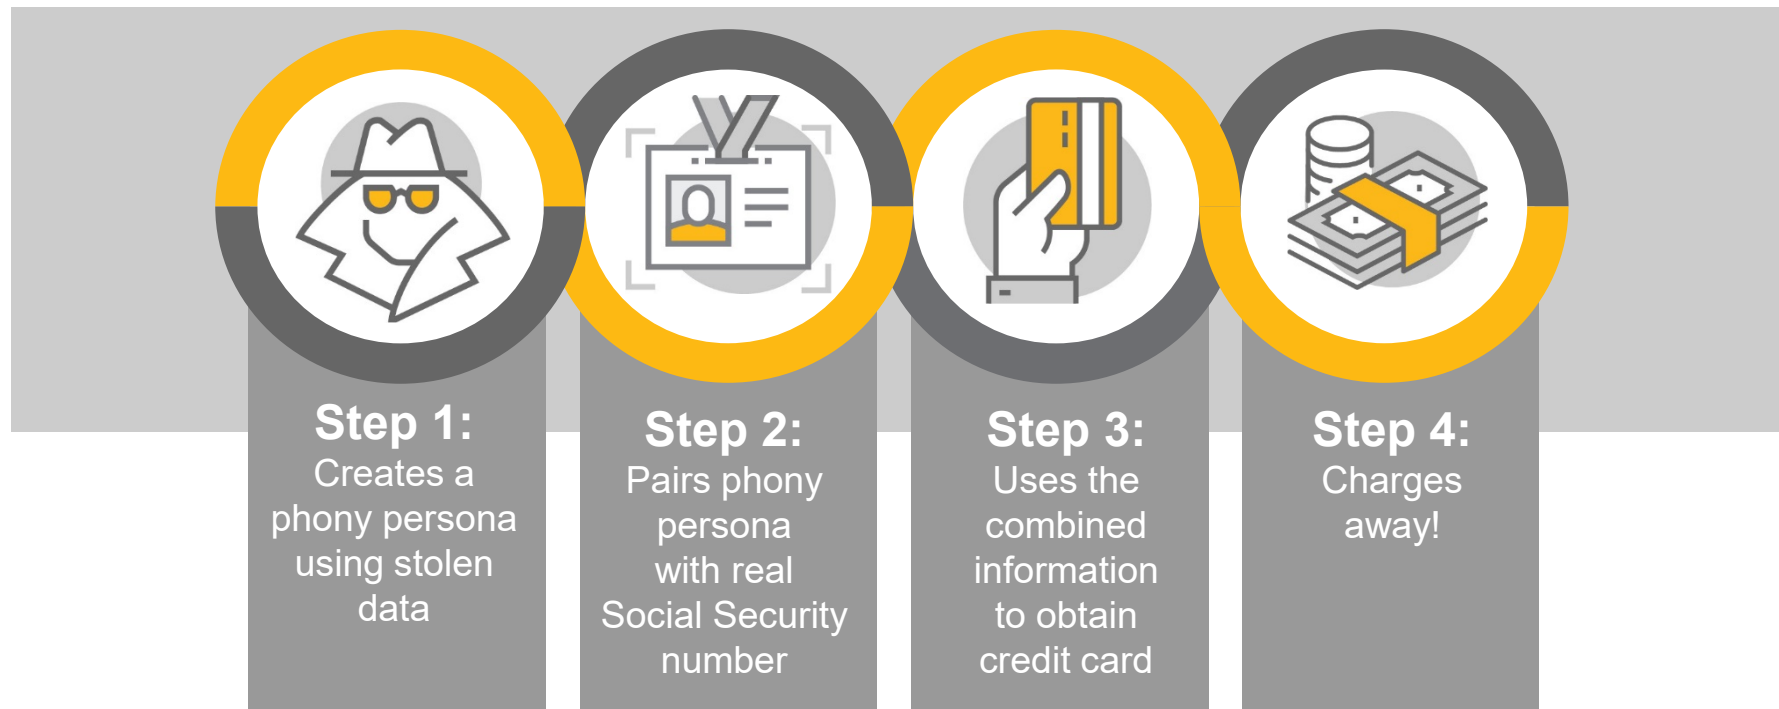 Step 1:
Creates a
phony persona
using stolen
data
Step 2:
Pairs phony
persona
with real
Social Security
number
Step 3:
Uses the
combined
information
to obtain
credit card
Step 4:
Charges
away!